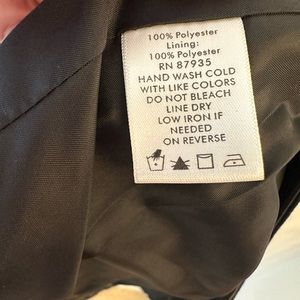 100% Polyester
Lining:
100% Polyester
RN 87935
HAND WASH COLD
WITH LIKE COLORS
DO NOT BLEACH
LINE DRY
LOW IRON IF
NEEDED
ON REVERSE